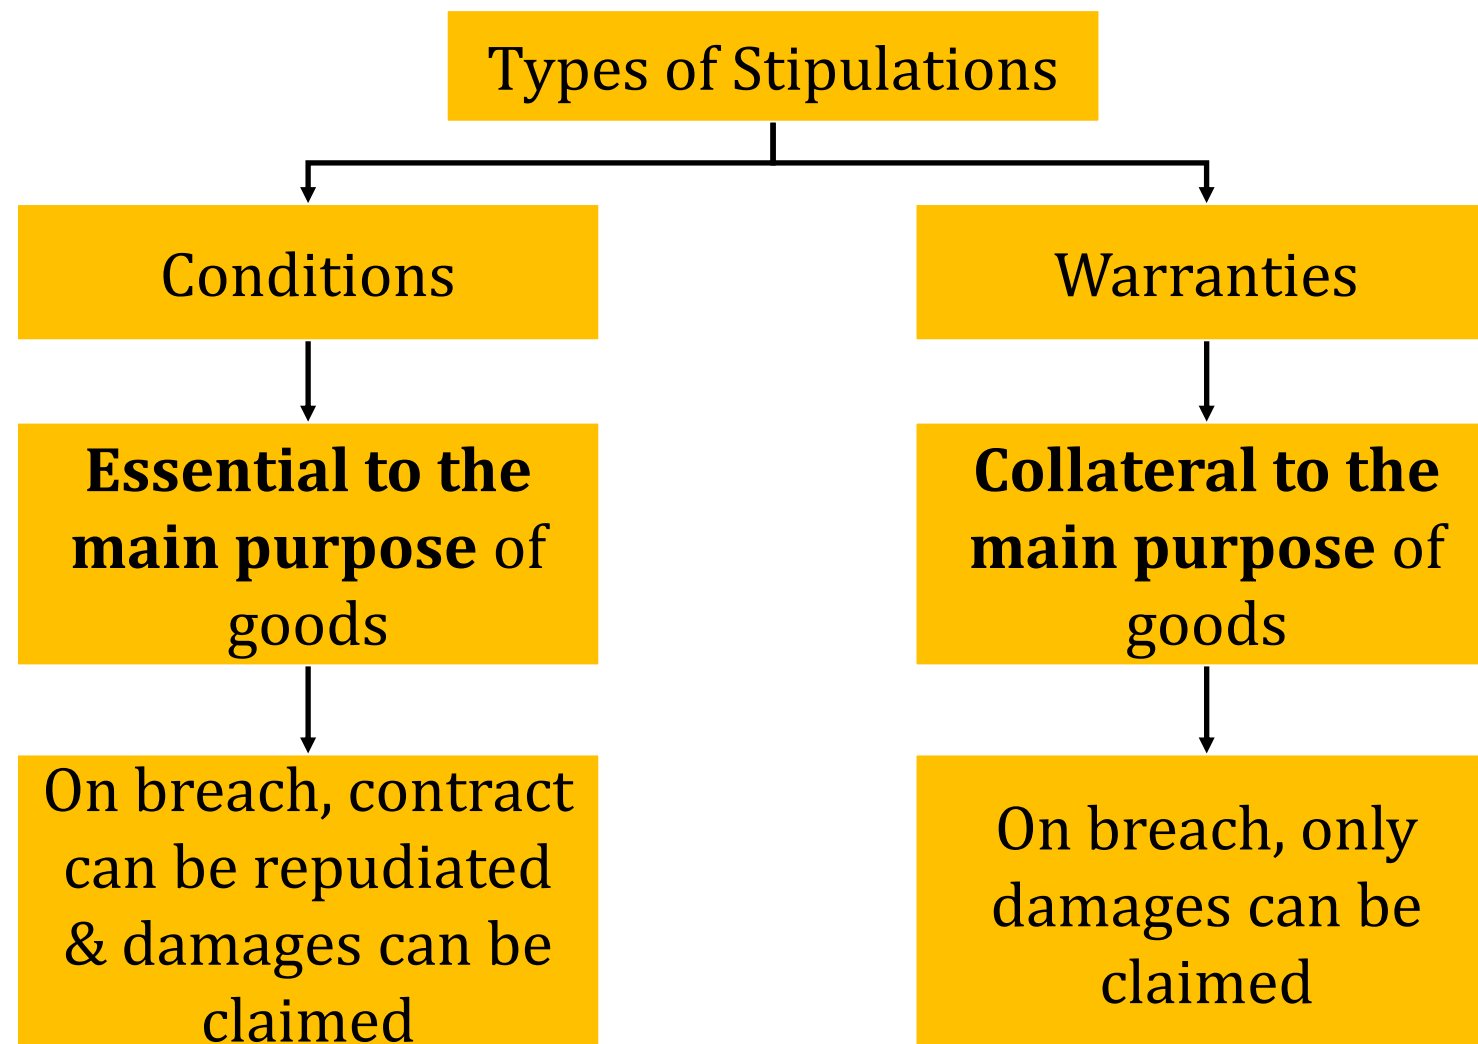 Types of Stipulations
Conditions
Warranties
Essential to the
main purpose of
goods
Collateral to the
main purpose of
goods
On breach, contract
can be repudiated
& damages can be
claimed
On breach, only
damages can be
claimed